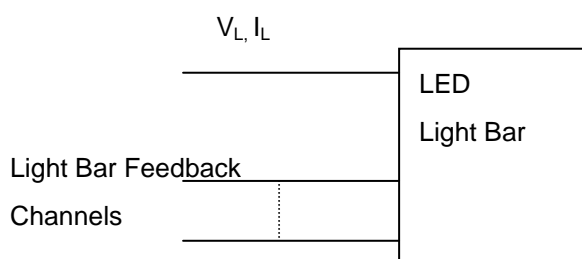 V_L, I_L
LED
Light Bar
Light Bar Feedback
Channels